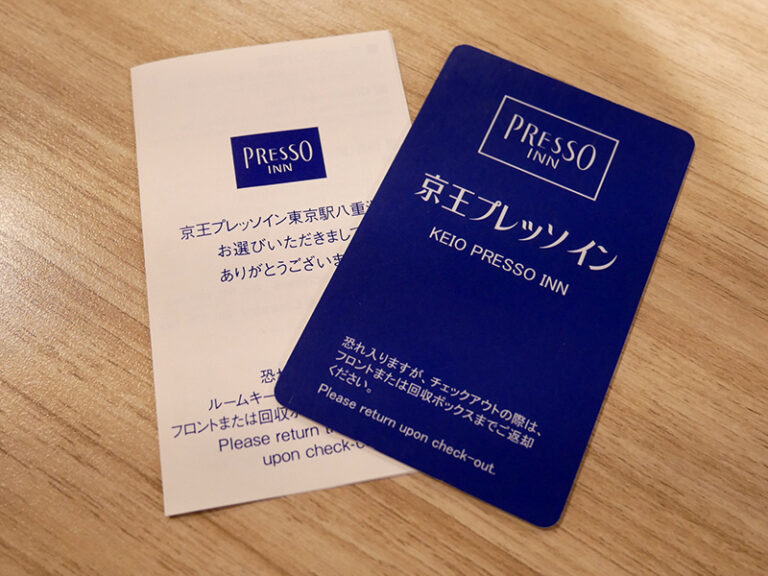 PRESSO
INN
京王プレッソイン東京駅八重
お選びいただきまして
ありがとうございま
恐
ルームキー
フロントまたは回収
Please return
upon check-o
PRESSO
INN
京王プレッソイン
KEIO PRESSO INN
恐れ入りますが、チェックアウトの際は、
フロントまたは回収ボックスまでご返却
ください。
Please return upon check-out.